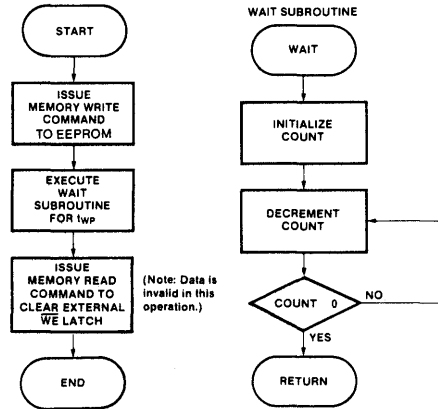 START
ISSUE
MEMORY WRITE
COMMAND
TO EEPROM
EXECUTE
WAIT
SUBROUTINE
FOR tWP
ISSUE
MEMORY READ
COMMAND TO
CLEAR EXTERNAL
WE LATCH
(Note: Data is
invalid in this
operation.)
END
WAIT SUBROUTINE
WAIT
INITIALIZE
COUNT
DECREMENT
COUNT
COUNT 0
NO
YES
RETURN